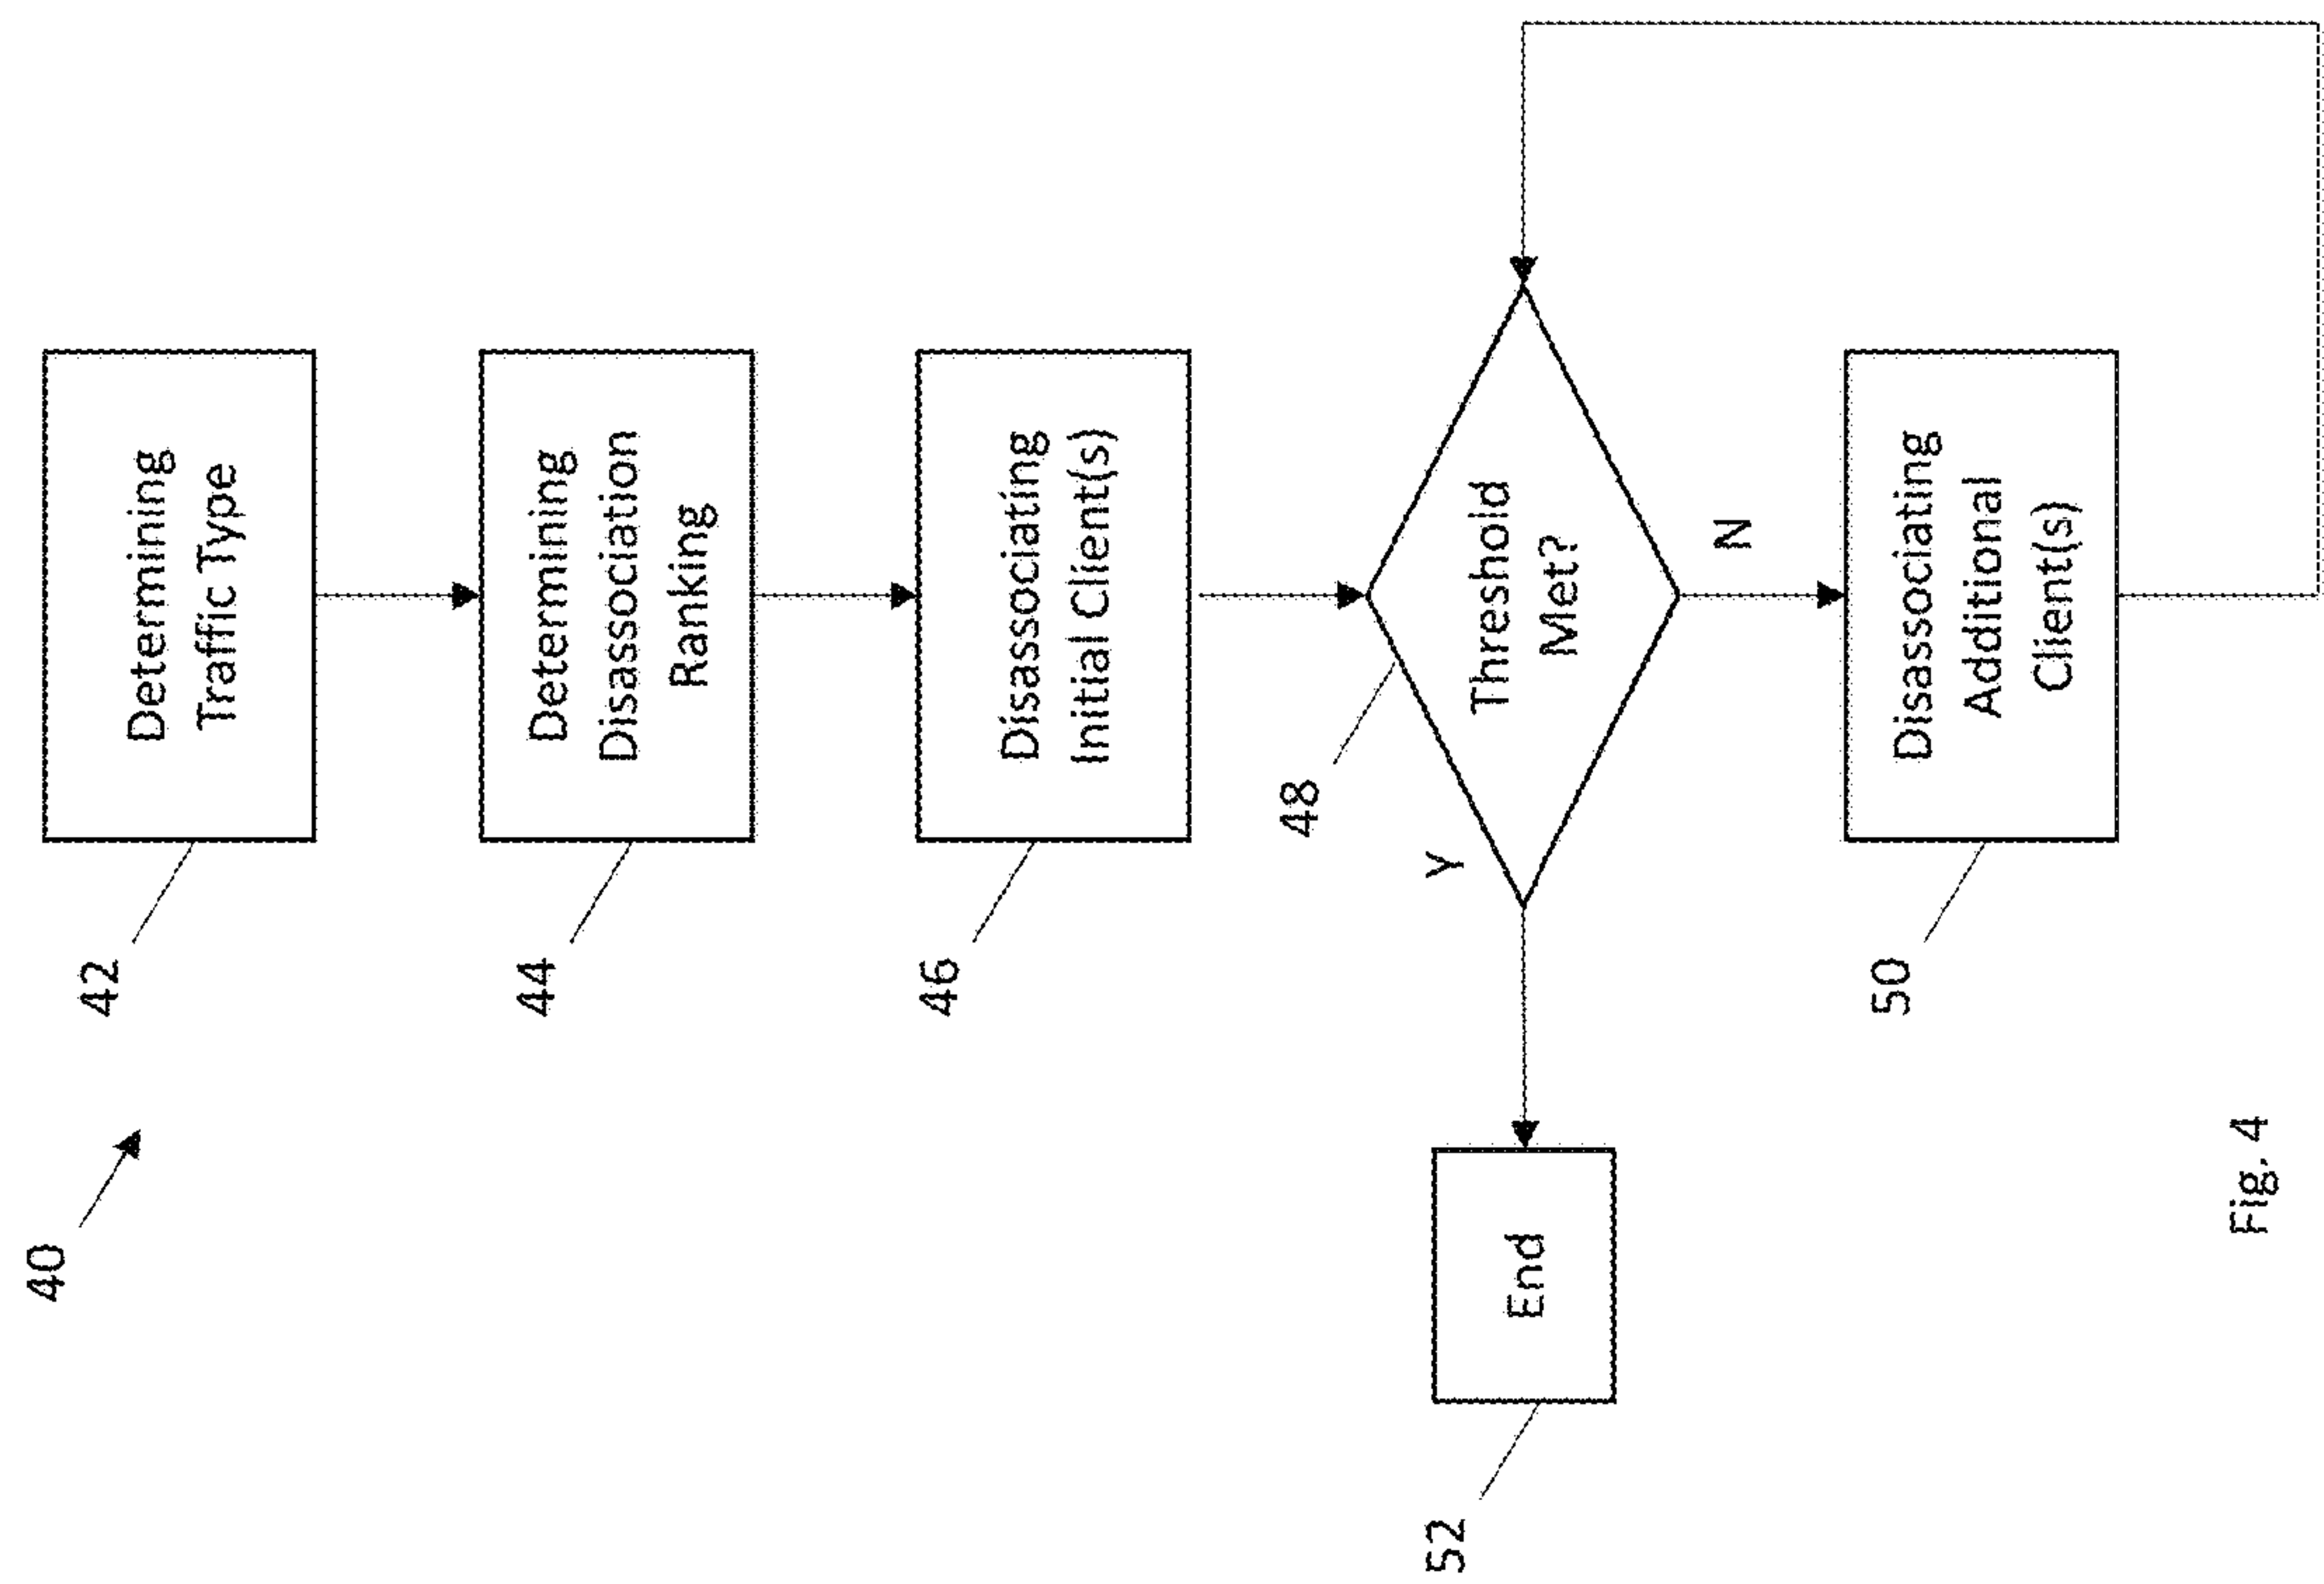 40
42
Determining
Traffic Type
44
Determining
Disassociation
Ranking
46
Disassociating
Initial Client(s)
48
Threshold
Met?
Y
N
52
End
50
Disassociating
Additional
Client(s)
Fig. 4